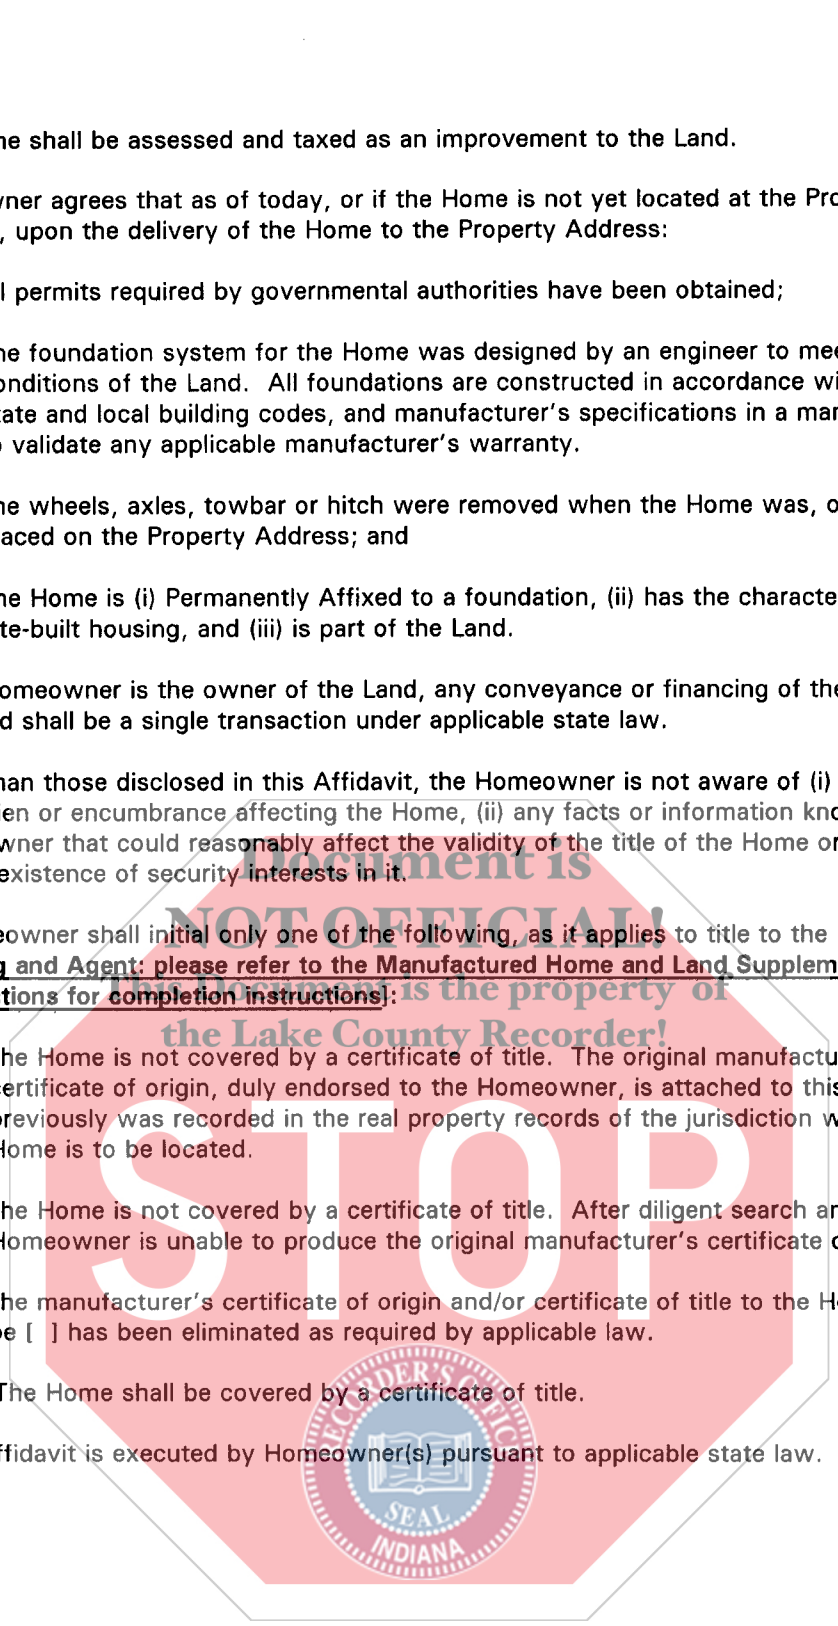 ne shall be assessed and taxed as an improvement to the Land.
ner agrees that as of today, or if the Home is not yet located at the Pro
, upon the delivery of the Home to the Property Address:
l permits required by governmental authorities have been obtained;
ne foundation system for the Home was designed by an engineer to mee
onditions of the Land. All foundations are constructed in accordance wi
tate and local building codes, and manufacturer's specifications in a man
validate any applicable manufacturer's warranty.
ne wheels, axles, towbar or hitch were removed when the Home was, o
aced on the Property Address; and
ne Home is (i) Permanently Affixed to a foundation, (ii) has the characte
te-built housing, and (iii) is part of the Land.
omeowner is the owner of the Land, any conveyance or financing of the
d shall be a single transaction under applicable state law.
nan those disclosed in this Affidavit, the Homeowner is not aware of (i)
ien or encumbrance affecting the Home, (ii) any facts or information kno
wner that could reasonably affect the validity of the title of the Home or
Document is
existence of security interests in it.
NOT OFFICIAL!
eowner shall initial only one of the following, as it applies to title to the
g and Agent: please refer to the Manufactured Home and Land Supplem
This Document is the property of
tions for completion instructions]:
the Lake County Recorder!
he Home is not covered by a certificate of title. The original manufactu
ertificate of origin, duly endorsed to the Homeowner, is attached to this
previously was recorded in the real property records of the jurisdiction w
Home is to be located.
STOP
he Home is not covered by a certificate of title. After diligent search an
Homeowner is unable to produce the original manufacturer's certificate o
he manufacturer's certificate of origin and/or certificate of title to the Ho
e [ ] has been eliminated as required by applicable law.
The Home shall be covered by a certificate of title.
ffidavit is executed by Homeowner(s) pursuant to applicable state law.
RECORDER'S OFFICE
SEAL
INDIANA